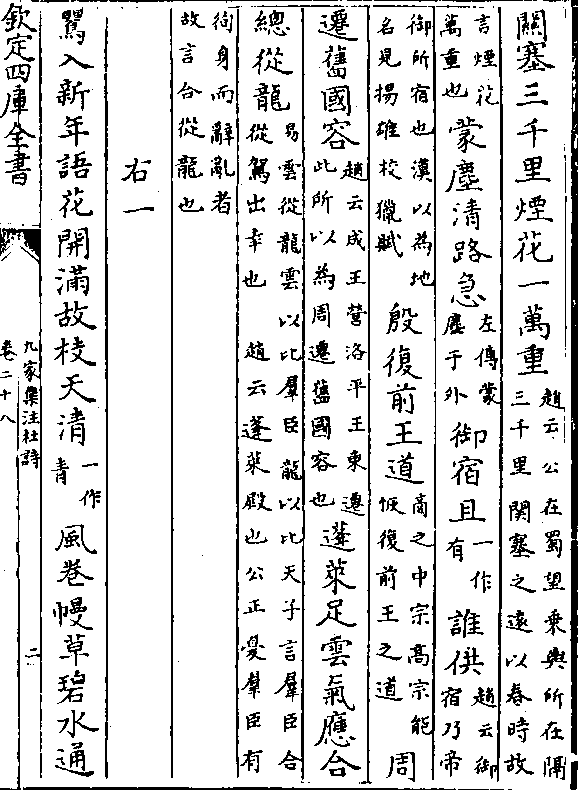 關塞三千里煙花一萬重趙云公在蜀望乗輿所在隔三千里關塞之遠以春時故
言煙花萬重也蒙塵清路急左傳蒙塵于外御宿且一作有誰供趙云御宿乃帝
御所宿也漢以為地名見揚雄校獵賦殷復前王道商之中宗髙宗能恢復前王之道周
遷舊國容趙云成王營洛平王東遷此所以為周遷舊國容也蓬萊足雲氣應合
總從龍易雲從龍雲以比羣臣龍以比天子言羣臣合從駕出幸也趙云蓬萊殿也公正憂羣臣有
徇身而辭亂者故言合從龍也
右一
鶯入新年語花開滿故枝天清一作青風巻幔草碧水通
欽定四庫全書
九家集注杜詩
巻二十八
二